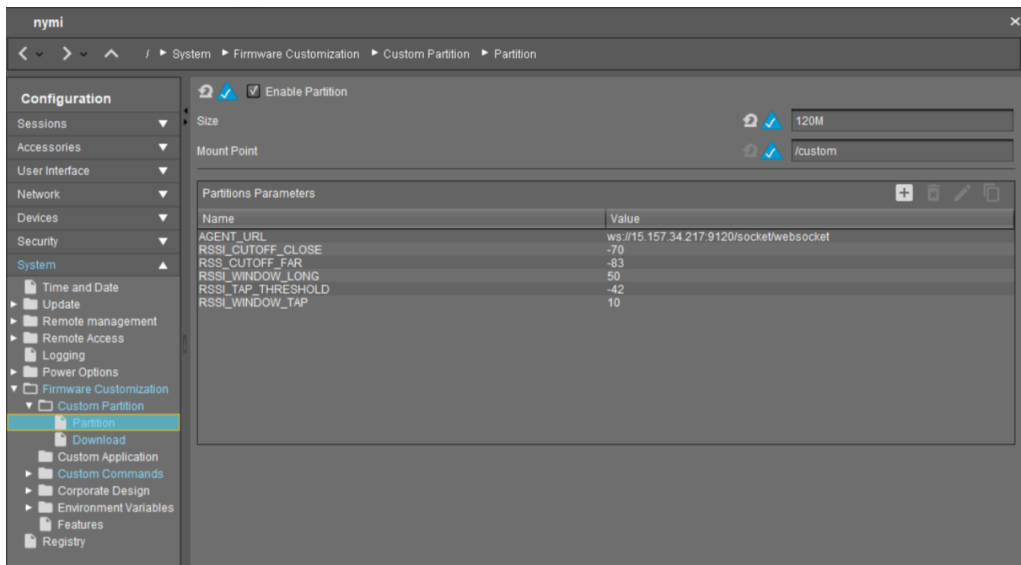 nymi
/ System Firmware Customization Custom Partition Partition
Configuration
Sessions
Accessories
User Interface
Network
Devices
Security
System
Time and Date
Update
Remote management
Remote Access
Logging
Power Options
Firmware Customization
Custom Partition
Partition
Download
Custom Application
Custom Commands
Corporate Design
Environment Variables
Features
Registry
Enable Partition
Size 120M
Mount Point /custom
Partitions Parameters
Name Value
AGENT_URL ws://15.157.34.217.9120/socket/websocket
RSSI_CUTOFF_CLOSE -70
RSS_CUTOFF_FAR -83
RSSI_WINDOW_LONG 50
RSSI_TAP_THRESHOLD -42
RSSI_WINDOW_TAP 10